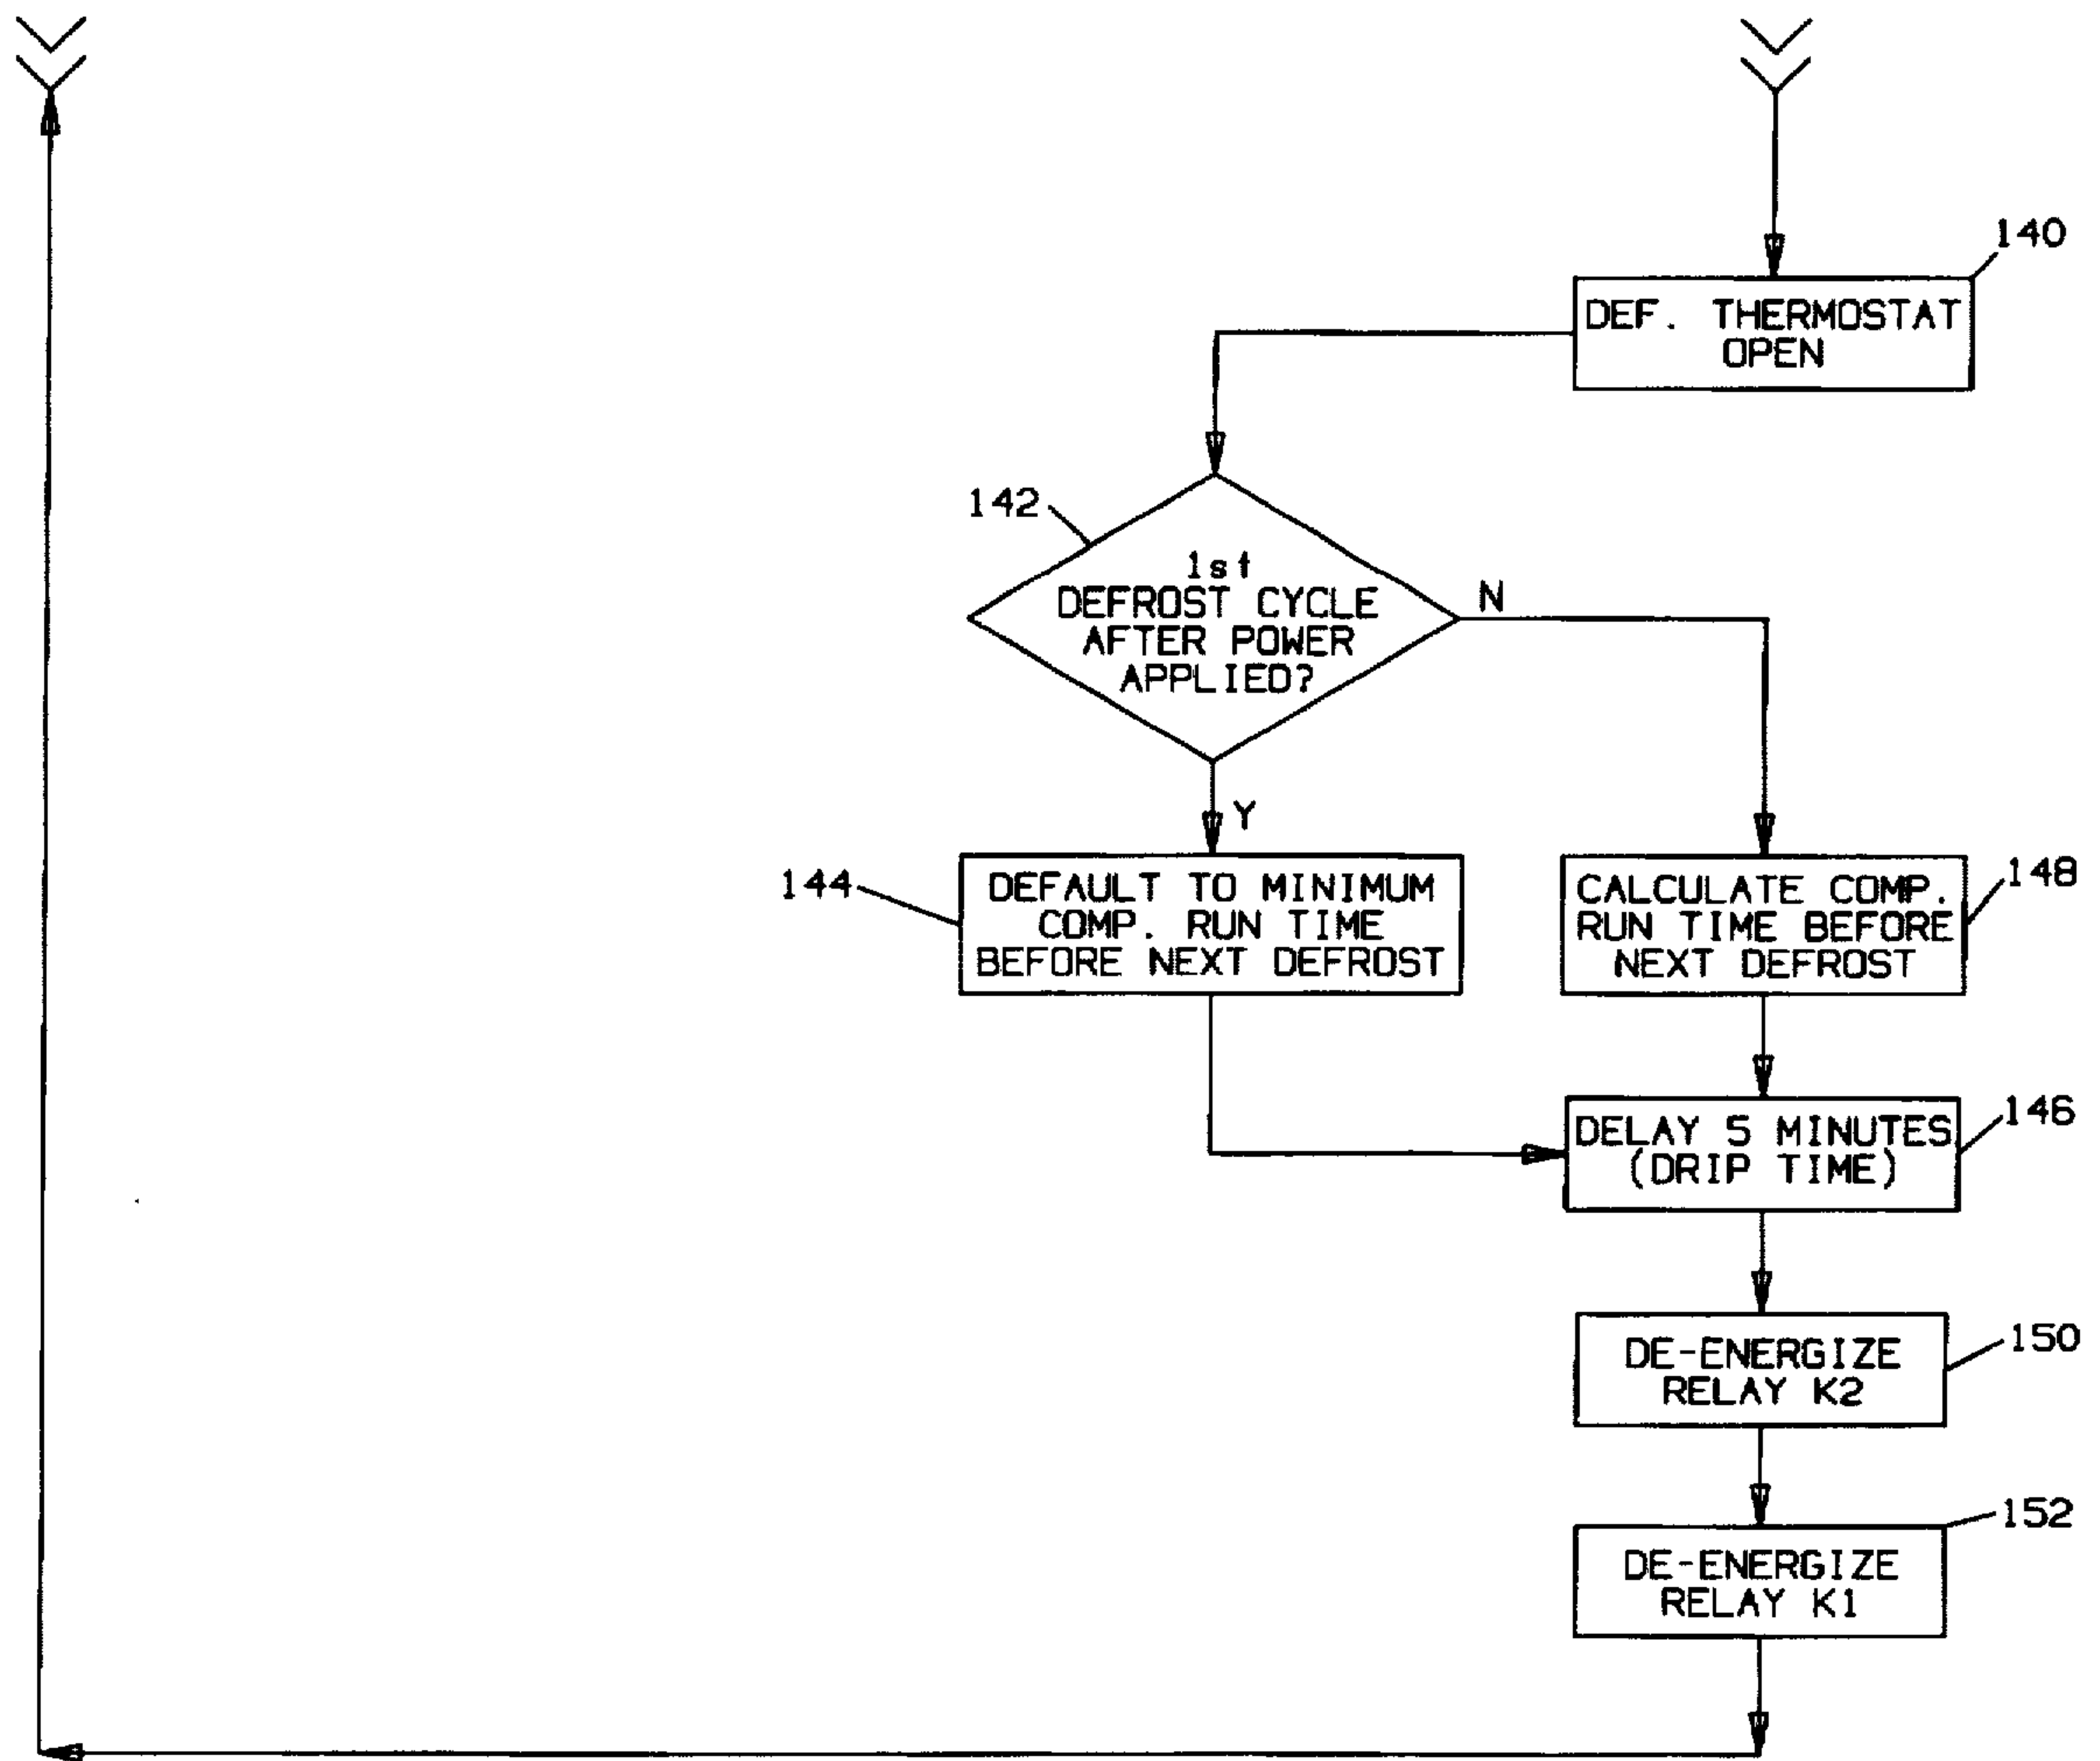 140
DEF. THERMOSTAT
OPEN
142
1st
DEFROST CYCLE
AFTER POWER
APPLIED?
N
Y
144
DEFAULT TO MINIMUM
COMP. RUN TIME
BEFORE NEXT DEFROST
148
CALCULATE COMP.
RUN TIME BEFORE
NEXT DEFROST
146
DELAY 5 MINUTES
(DRIP TIME)
150
DE-ENERGIZE
RELAY K2
152
DE-ENERGIZE
RELAY K1